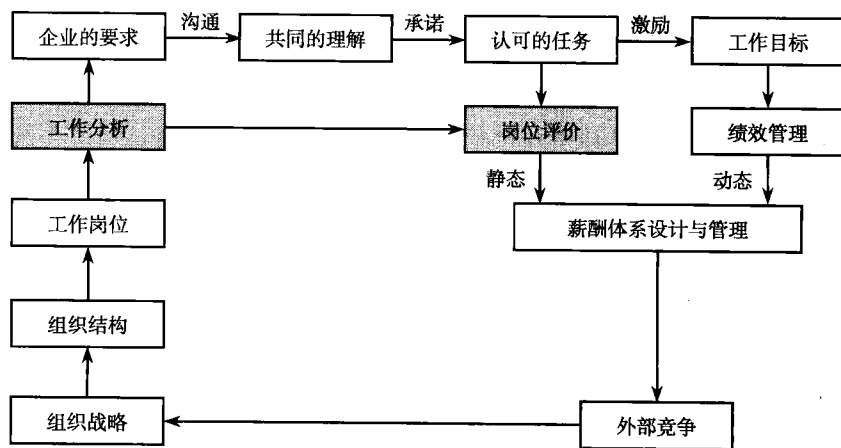 企业的要求
沟通
共同的理解
承诺
认可的任务
激励
工作目标
工作分析
岗位评价
绩效管理
静态
动态
工作岗位
薪酬体系设计与管理
组织结构
组织战略
外部竞争